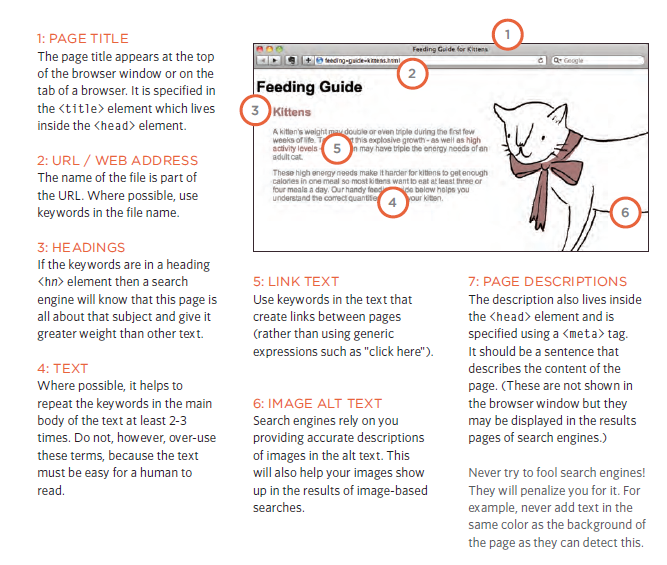 1: PAGE TITLE
The page title appears at the top
of the browser window or on the
tab of a browser. It is specified in
the <title> element which lives
inside the <head> element.
2: URL / WEB ADDRESS
The name of the file is part of
the URL. Where possible, use
keywords in the file name.
3: HEADINGS
If the keywords are in a heading
<hn> element then a search
engine will know that this page is
all about that subject and give it
greater weight than other text.
4: TEXT
Where possible, it helps to
repeat the keywords in the main
body of the text at least 2-3
times. Do not, however, over-use
these terms, because the text
must be easy for a human to
read.
1
Feeding Guide for Kittens
feeding-guide-kittens.html
Google
2
Feeding Guide
3
Kittens
A kitten's weight may double or even triple during the first few
weeks of life. T this explosive growth - as well as high
activity levels - n may have triple the energy needs of an
adult cat.
5
These high energy needs make it harder for kittens to get enough
calories in one meal so most kittens want to eat at least three or
four meals a day. Our handy feeding guide below helps you
understand the correct quantities your kitten.
4
6
5: LINK TEXT
Use keywords in the text that
create links between pages
(rather than using generic
expressions such as "click here").
6: IMAGE ALT TEXT
Search engines rely on you
providing accurate descriptions
of images in the alt text. This
will also help your images show
up in the results of image-based
searches.
7: PAGE DESCRIPTIONS
The description also lives inside
the <head> element and is
specified using a <meta> tag.
It should be a sentence that
describes the content of the
page. (These are not shown in
the browser window but they
may be displayed in the results
pages of search engines.)
Never try to fool search engines!
They will penalize you for it. For
example, never add text in the
same color as the background of
the page as they can detect this.